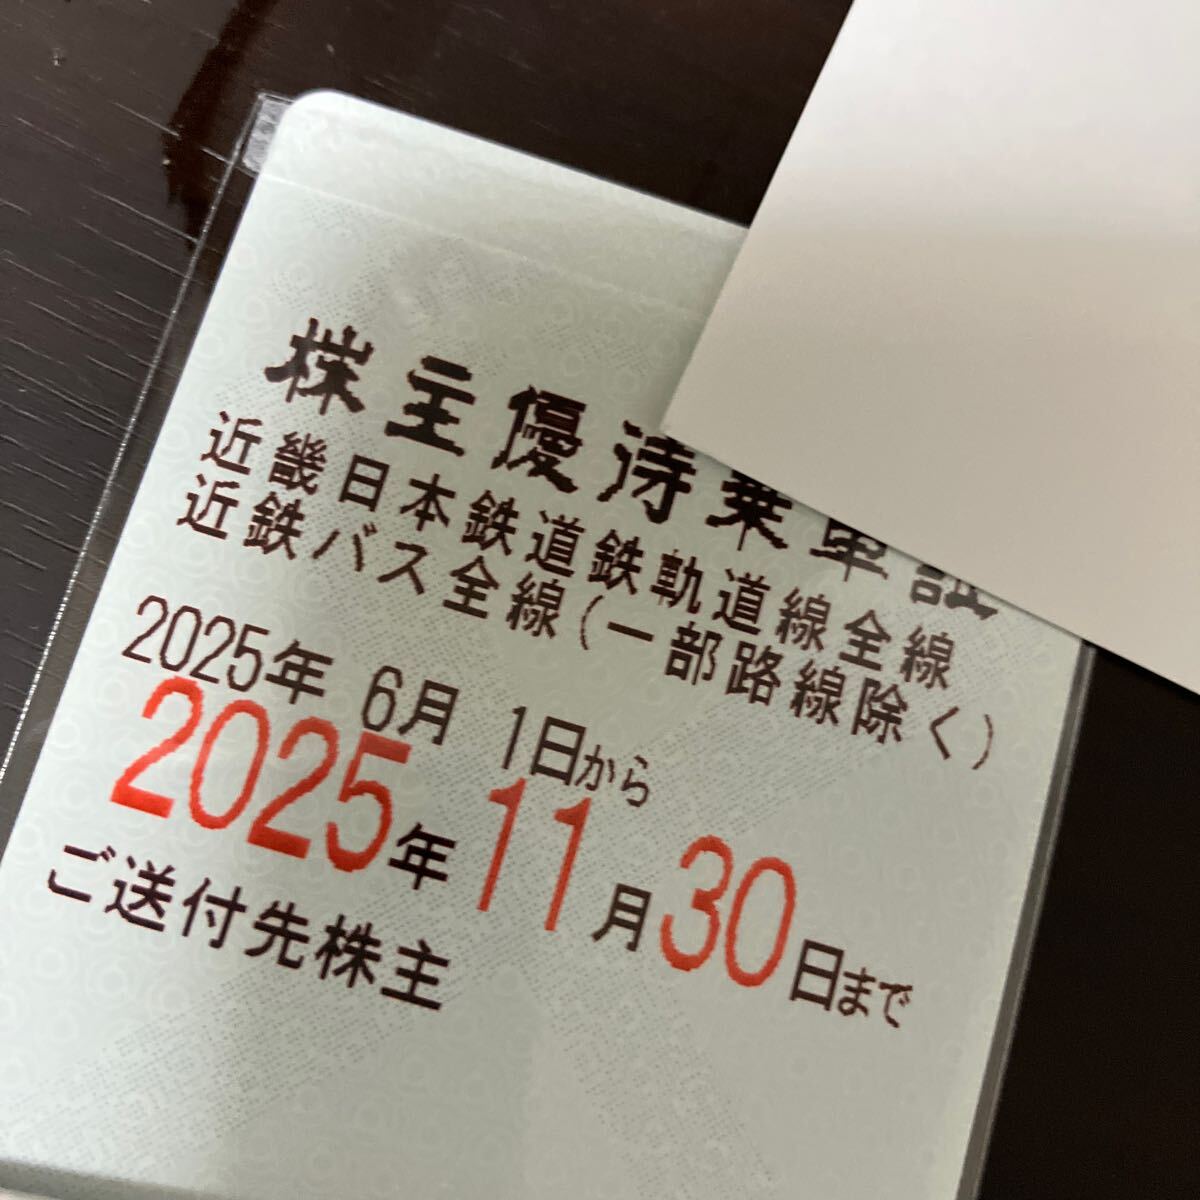 株主優待乗車証
近畿日本鉄道鉄軌道線全線
近鉄バス全線(一部路線除く)
2025年 6月 1日から
2025年11月30日まで
ご送付先株主